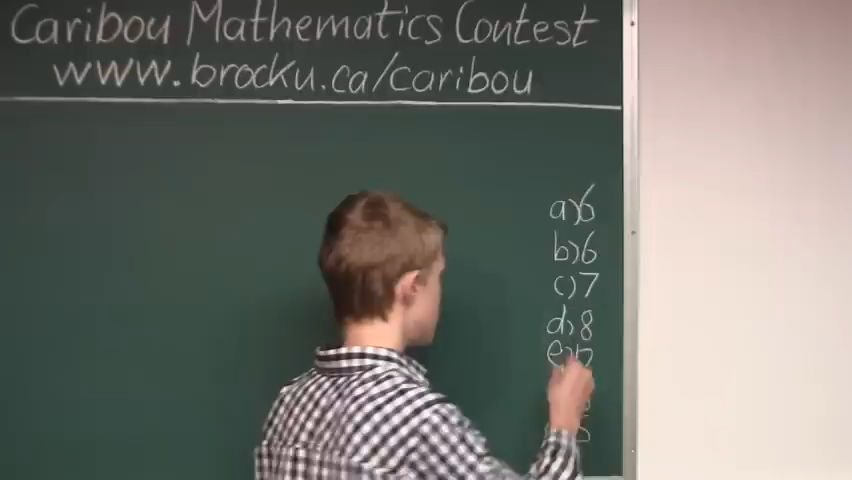 Caribou Mathematics Contest
www.brocku.ca/caribou
a)6
b)6
c)7
d)8
e)